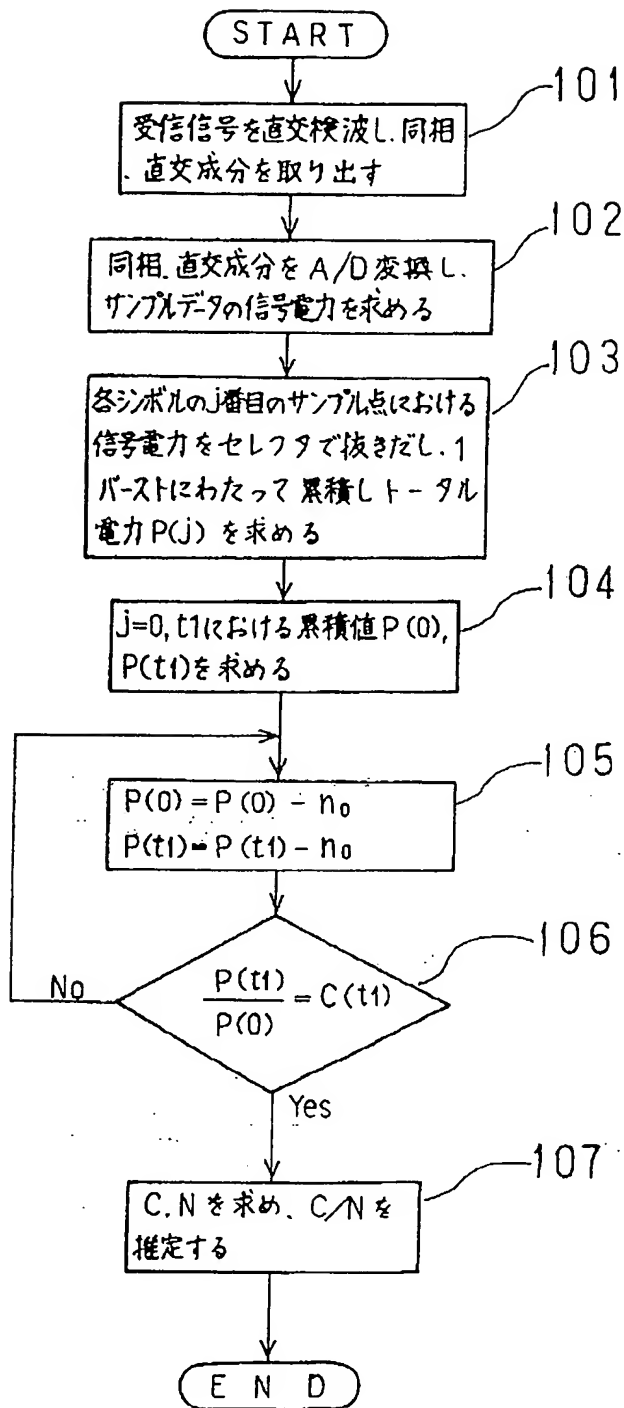 START
101
受信信号を直交検波し、同相
、直交成分を取り出す
102
同相、直交成分をA/D変換し、
サンプルデータの信号電力を求める
103
各シンボルのj番目のサンプル点における
信号電力をセレクタで抜きだし、1
バーストにわたって累積しトータル
電力P(j)を求める
104
j=0,t1における累積値P(0),
P(t1)を求める
105
P(0)=P(0)-n₀
P(t1)=P(t1)-n₀
106
P(t1)
P(0)
=C(t1)
No
Yes
107
C,Nを求め、C/Nを
推定する
END